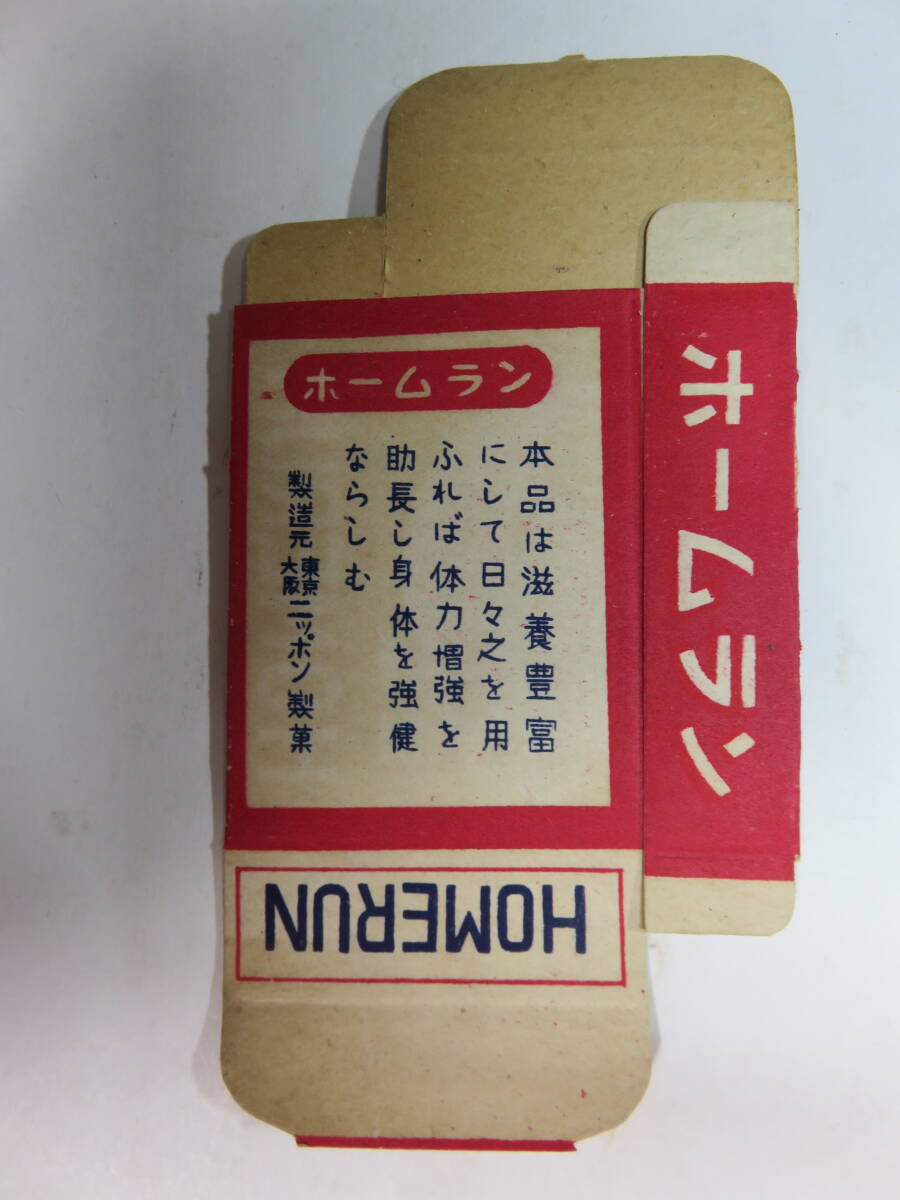 ホームラン
本品は滋養豊富
にして日々之を用
ふれば体力増強を
助長し身体を強健
ならしむ
製造元 東京大阪 ニッポン製菓
HOMERUN
ホームラン